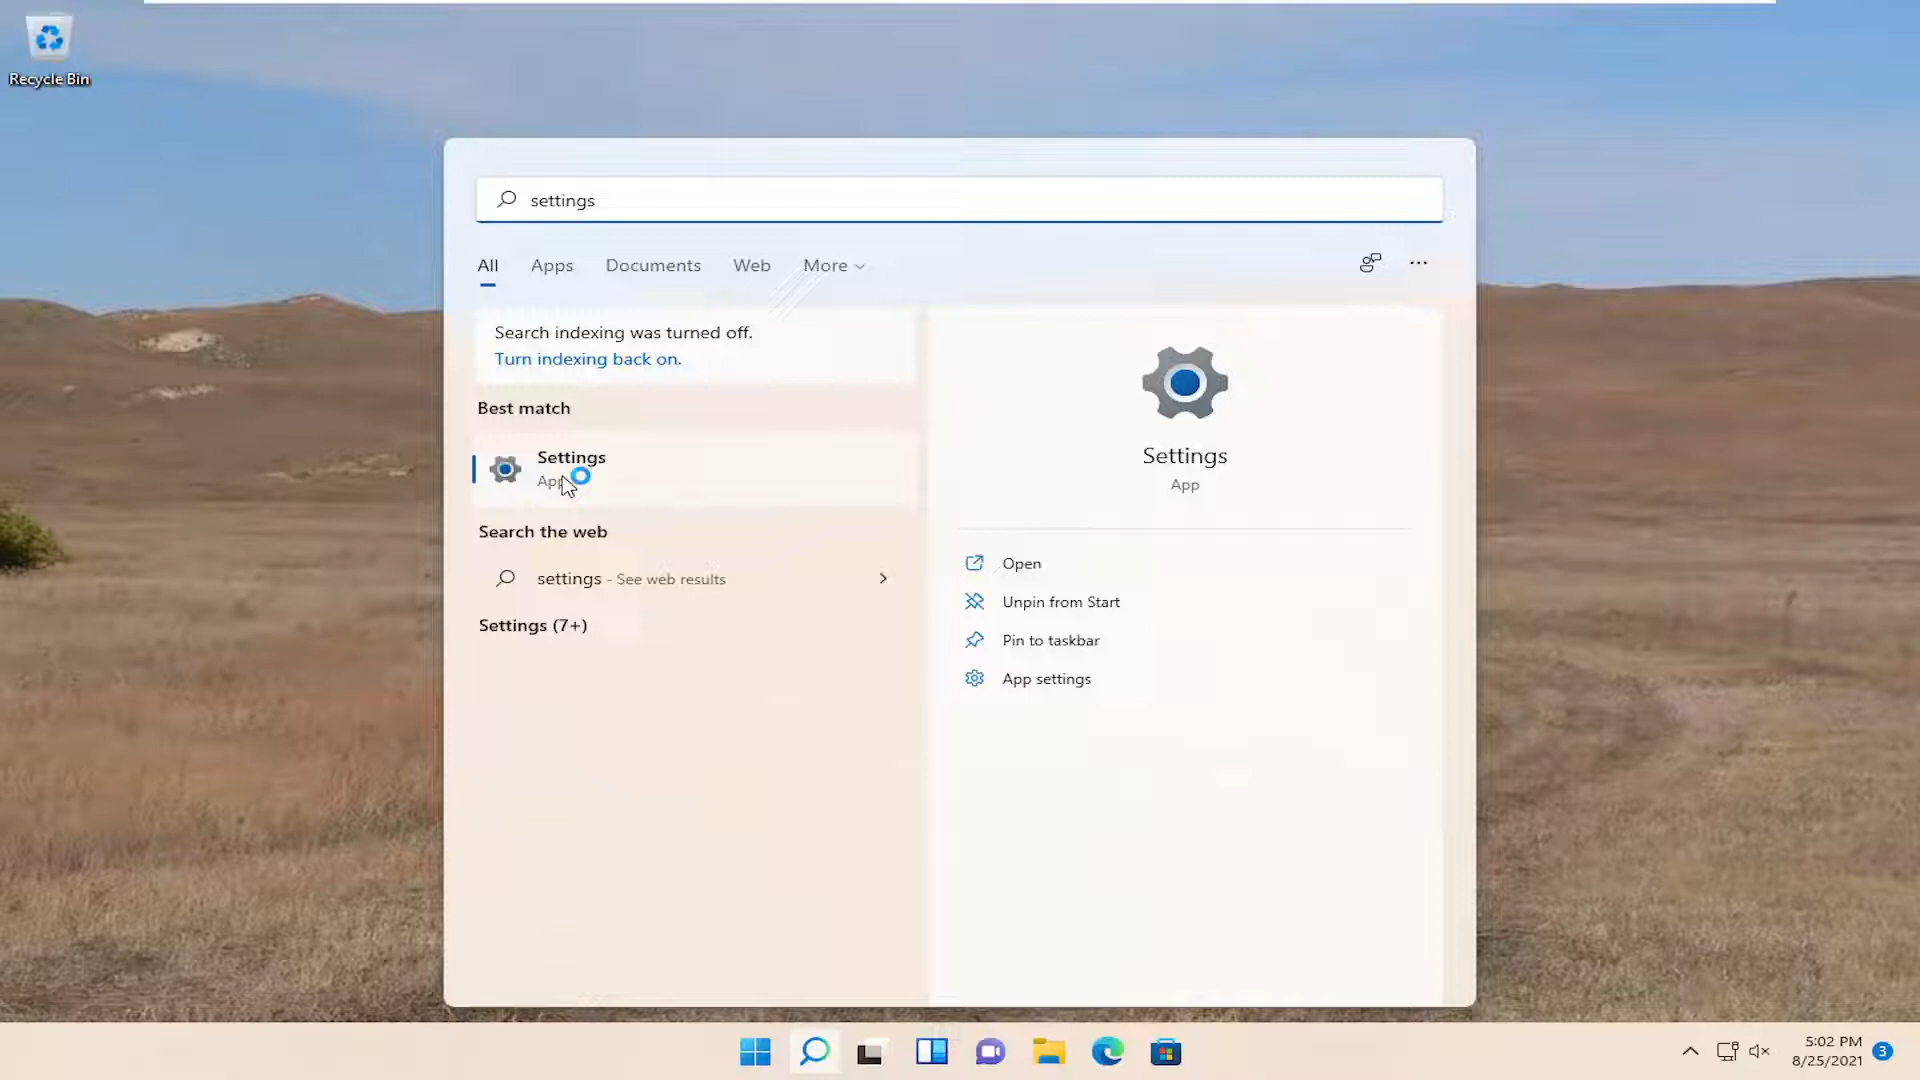 Recycle Bin
settings
All Apps Documents Web More
Search indexing was turned off.
Turn indexing back on.
Best match
Settings
App
Search the web
settings - See web results
Settings (7+)
Settings
App
Open
Unpin from Start
Pin to taskbar
App settings
5:02 PM
8/25/2021
3